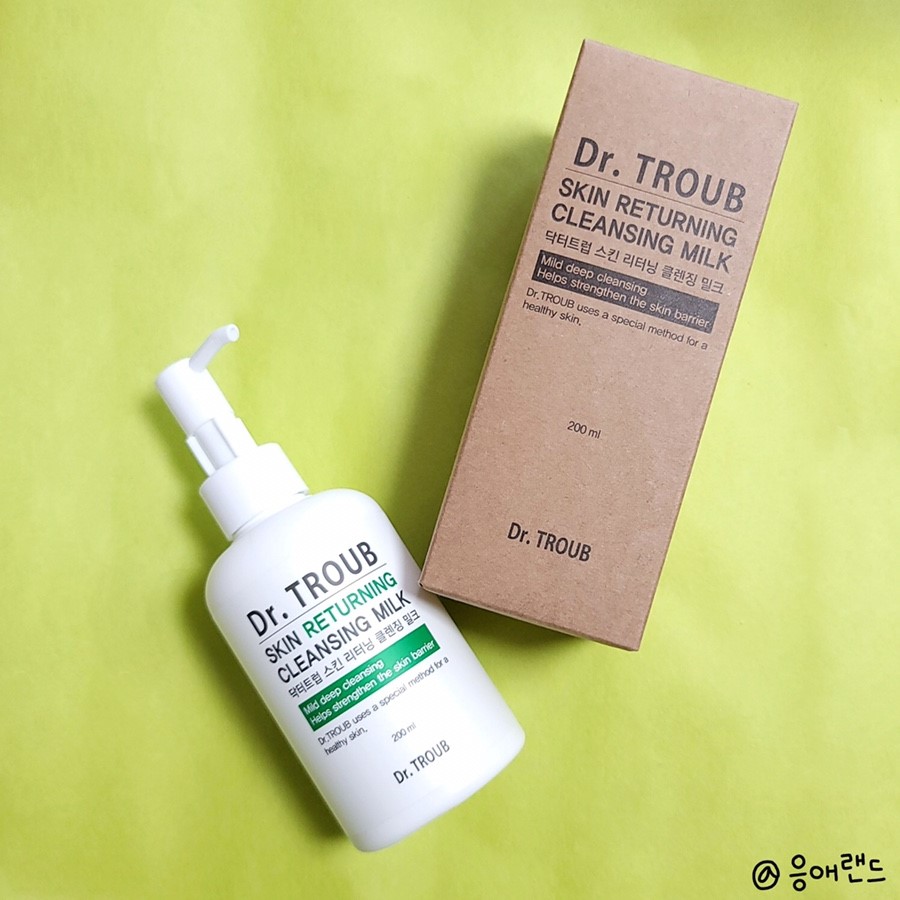 Dr. TROUB
SKIN RETURNING
CLEANSING MILK
닥터트럽 스킨 리터닝 클렌징 밀크
Mild deep cleansing
Helps strengthen the skin barrier
Dr.TROUB uses a special method for a
healthy skin.
200 ml
Dr. TROUB
Dr. TROUB
SKIN RETURNING
CLEANSING MILK
닥터트럽 스킨 리터닝 클렌징 밀크
Mild deep cleansing
Helps strengthen the skin barrier
Dr.TROUB uses a special method for a
healthy skin.
200 ml
Dr. TROUB
@응애랜드